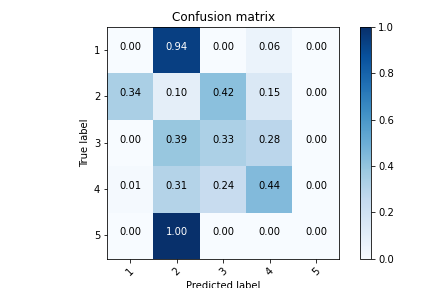 Confusion matrix
1 0.00 0.94 0.00 0.06 0.00
2 0.34 0.10 0.42 0.15 0.00
3 0.00 0.39 0.33 0.28 0.00
4 0.01 0.31 0.24 0.44 0.00
5 0.00 1.00 0.00 0.00 0.00
1 2 3 4 5
True label
Predicted label
1.0
0.8
0.6
0.4
0.2
0.0